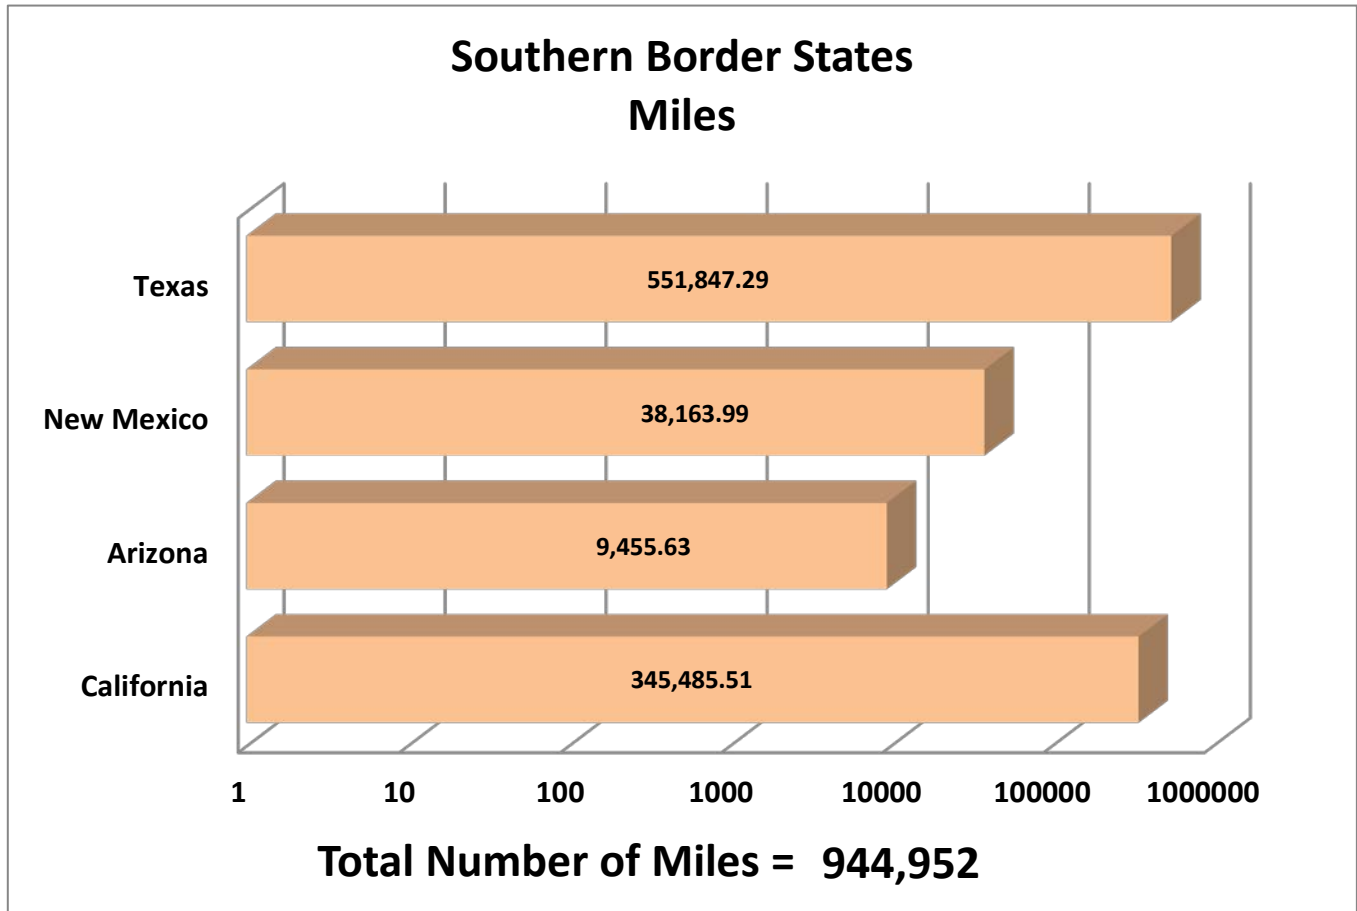 Southern Border States
Miles
Texas
551,847.29
New Mexico
38,163.99
Arizona
9,455.63
California
345,485.51
1 10 100 1000 10000 100000 1000000
Total Number of Miles = 944,952